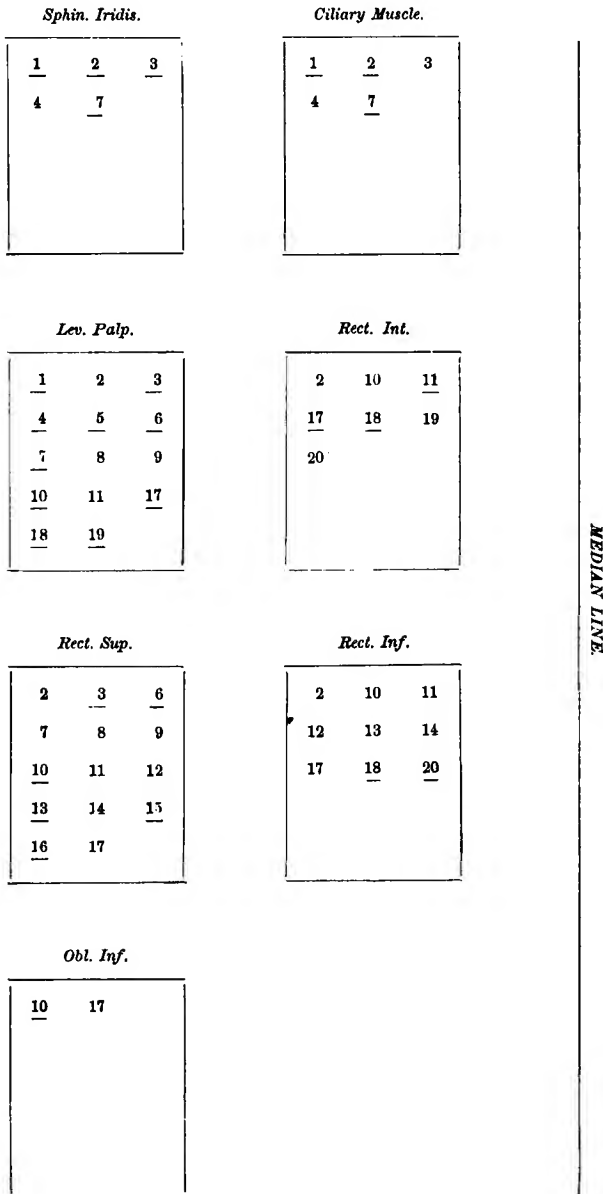 Sphin. Iridis.
1 2 3
4 7
Ciliary Muscle.
1 2 3
4 7
Lev. Palp.
1 2 3
4 5 6
7 8 9
10 11 17
18 19
Rect. Int.
2 10 11
17 18 19
20
Rect. Sup.
2 3 6
7 8 9
10 11 12
13 14 15
16 17
Rect. Inf.
2 10 11
12 13 14
17 18 20
Obl. Inf.
10 17
MEDIAN LINE.